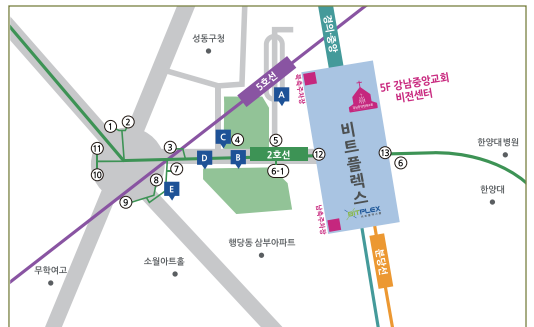 경의·중앙
성동구청
5호선
북측주차장
5F 강남중앙교회
비전센터
A
1
2
C
4
5
3
11
D
B
2호선
12
비트플렉스
13
6
한양대병원
10
7
6-1
8
E
9
한양대
BITPLEX
남측주차장
행당동 삼부아파트
분당선
소월아트홀
무학여고